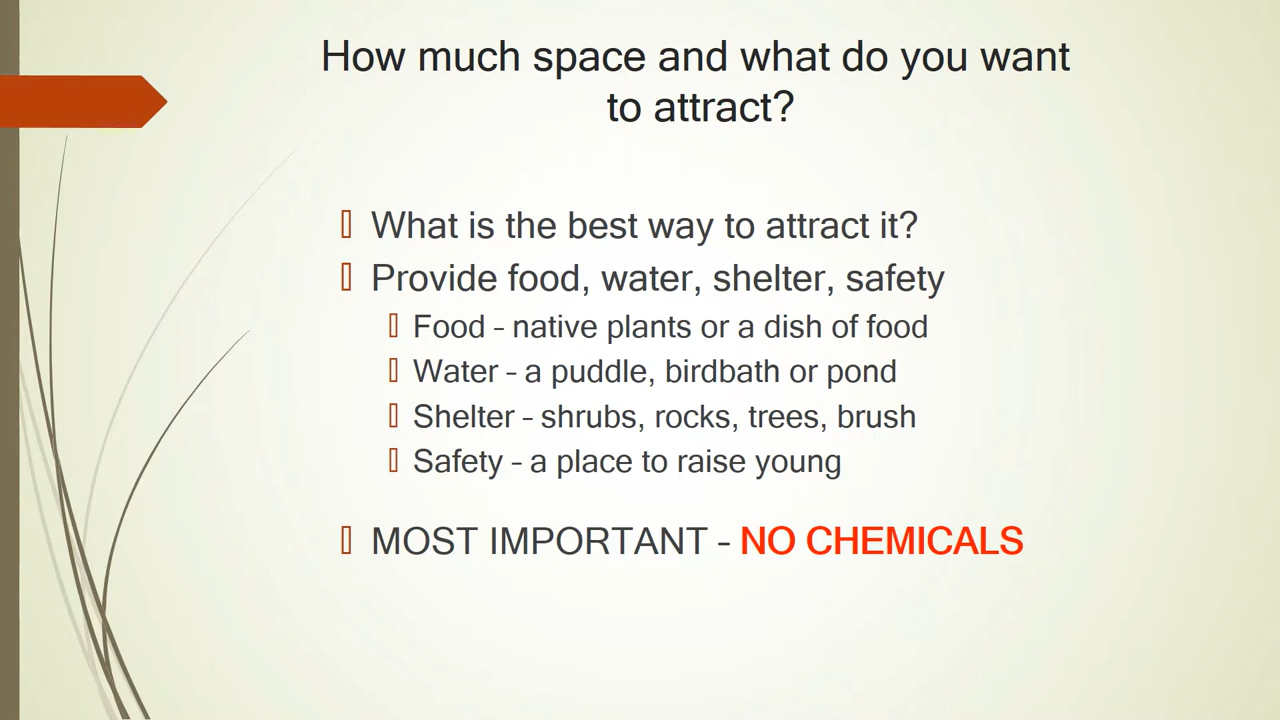 How much space and what do you want
to attract?
What is the best way to attract it?
Provide food, water, shelter, safety
Food – native plants or a dish of food
Water – a puddle, birdbath or pond
Shelter – shrubs, rocks, trees, brush
Safety – a place to raise young
MOST IMPORTANT – NO CHEMICALS